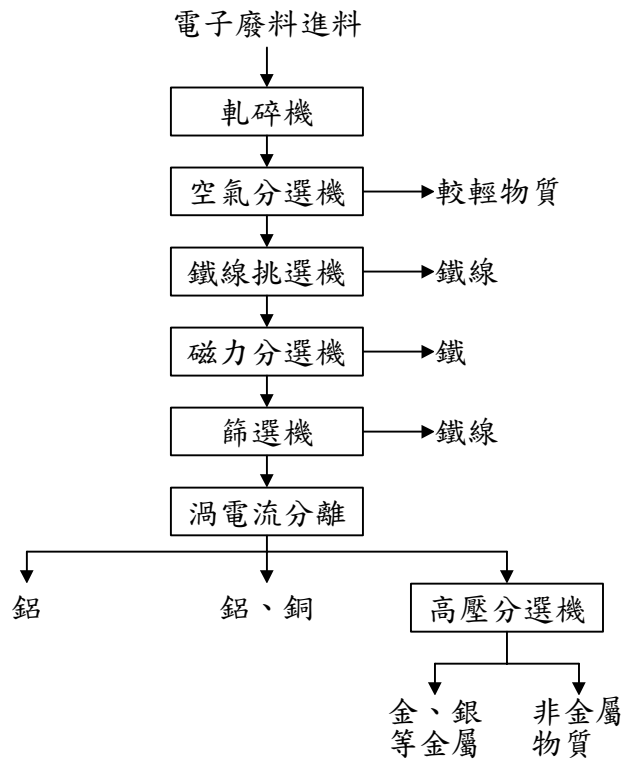 電子廢料進料
軋碎機
空氣分選機
較輕物質
鐵線挑選機
鐵線
磁力分選機
鐵
篩選機
鐵線
渦電流分離
鋁
鋁、銅
高壓分選機
金、銀
等金屬
非金屬
物質